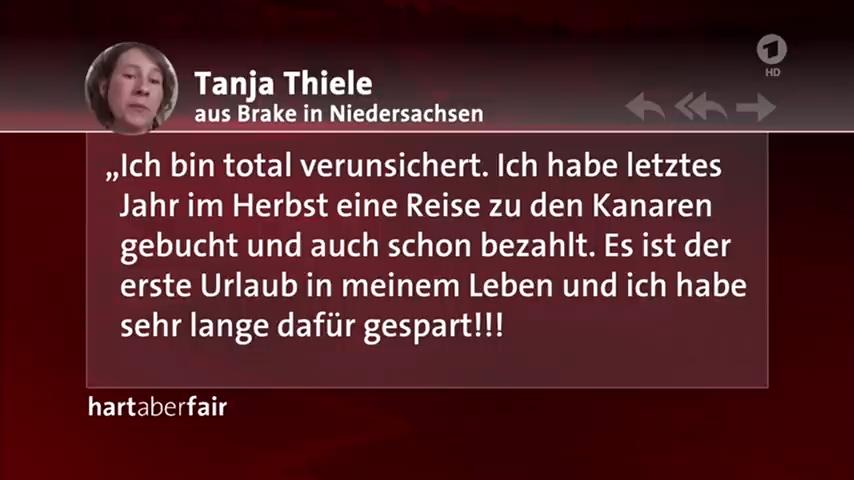 1
HD
Tanja Thiele
aus Brake in Niedersachsen
„Ich bin total verunsichert. Ich habe letztes
Jahr im Herbst eine Reise zu den Kanaren
gebucht und auch schon bezahlt. Es ist der
erste Urlaub in meinem Leben und ich habe
sehr lange dafür gespart!!!
hartaberfair